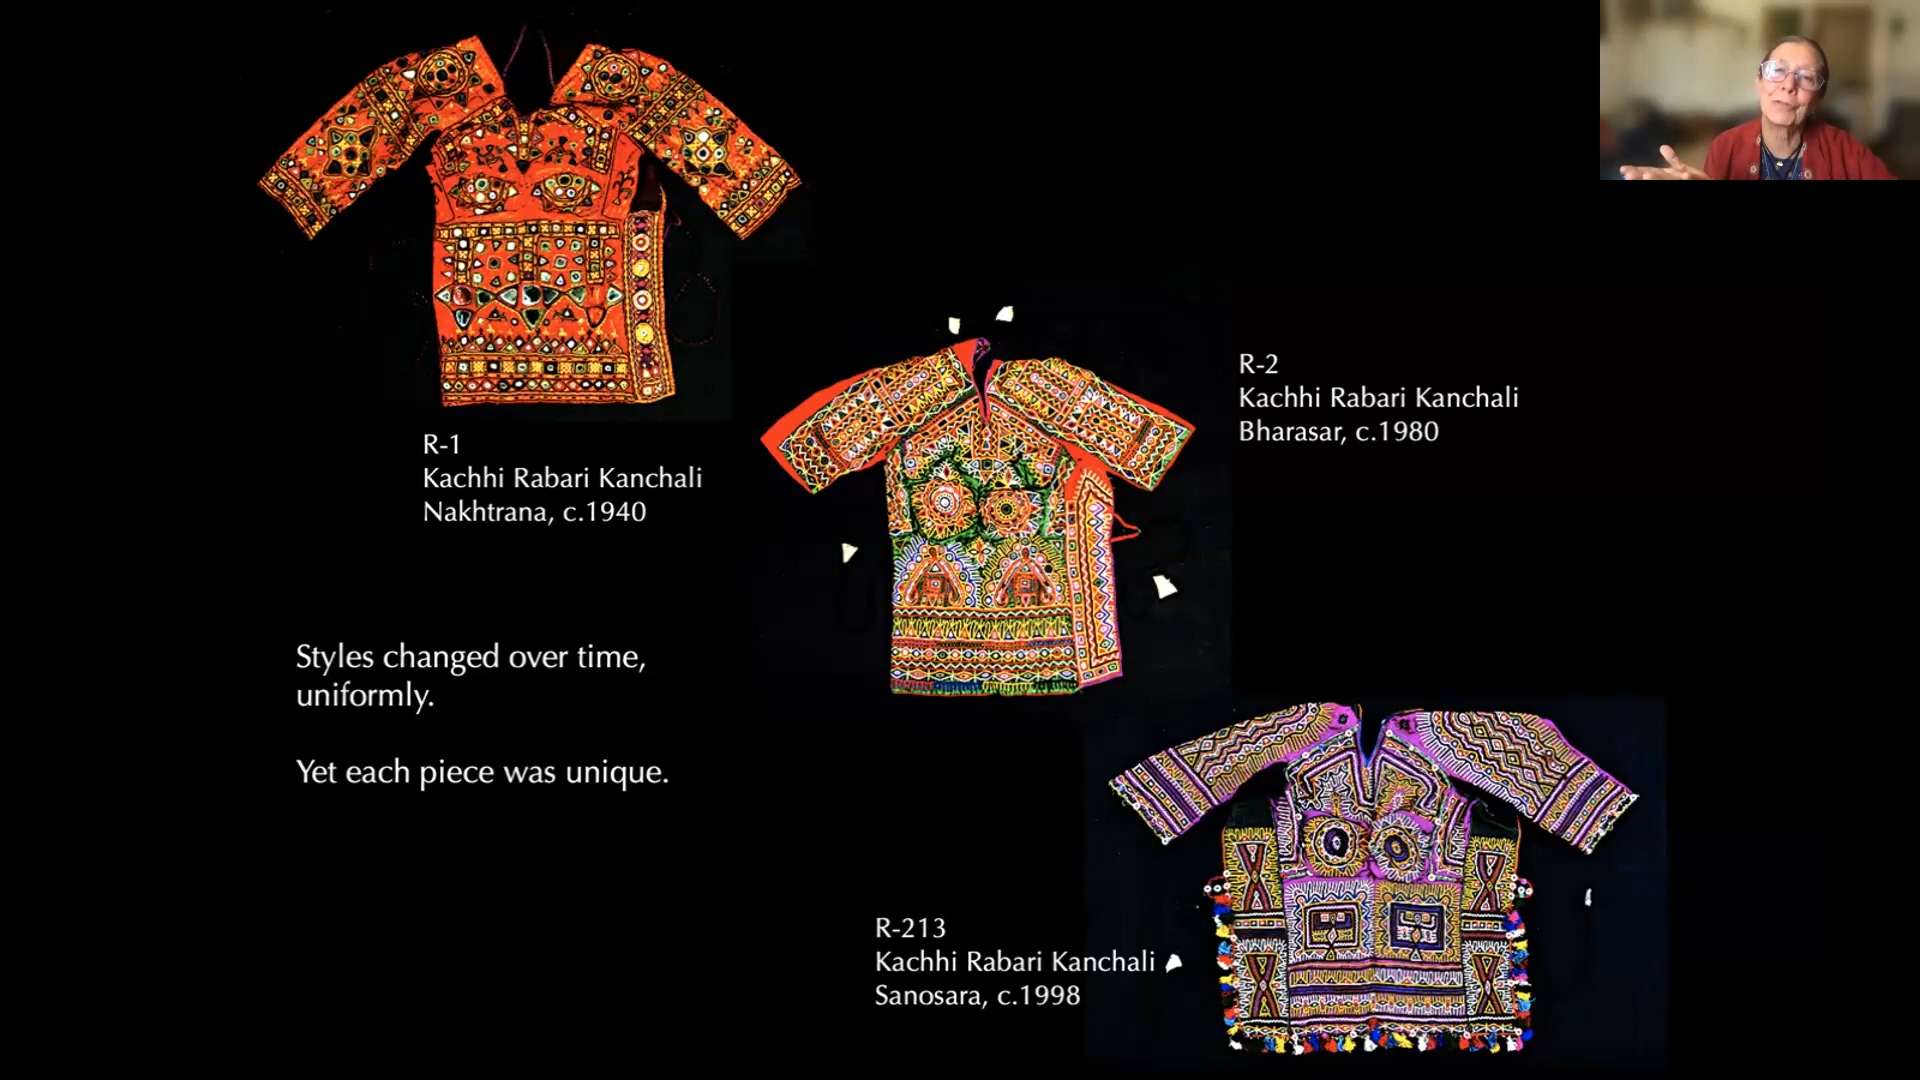 R-1
Kachhi Rabari Kanchali
Nakhtrana, c.1940
R-2
Kachhi Rabari Kanchali
Bharasar, c.1980
Styles changed over time,
uniformly.
Yet each piece was unique.
R-213
Kachhi Rabari Kanchali
Sanosara, c.1998